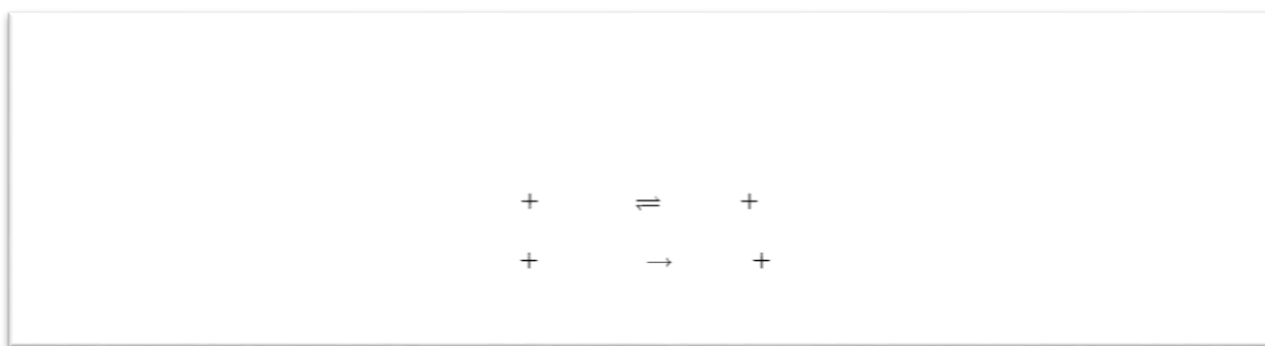 + ⇌ +
+ → +